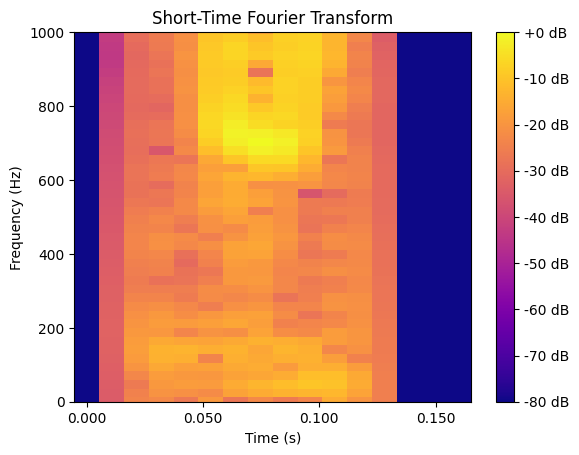 Short-Time Fourier Transform
1000
800
600
400
200
0
Frequency (Hz)
0.000
0.050
0.100
0.150
Time (s)
+0 dB
-10 dB
-20 dB
-30 dB
-40 dB
-50 dB
-60 dB
-70 dB
-80 dB